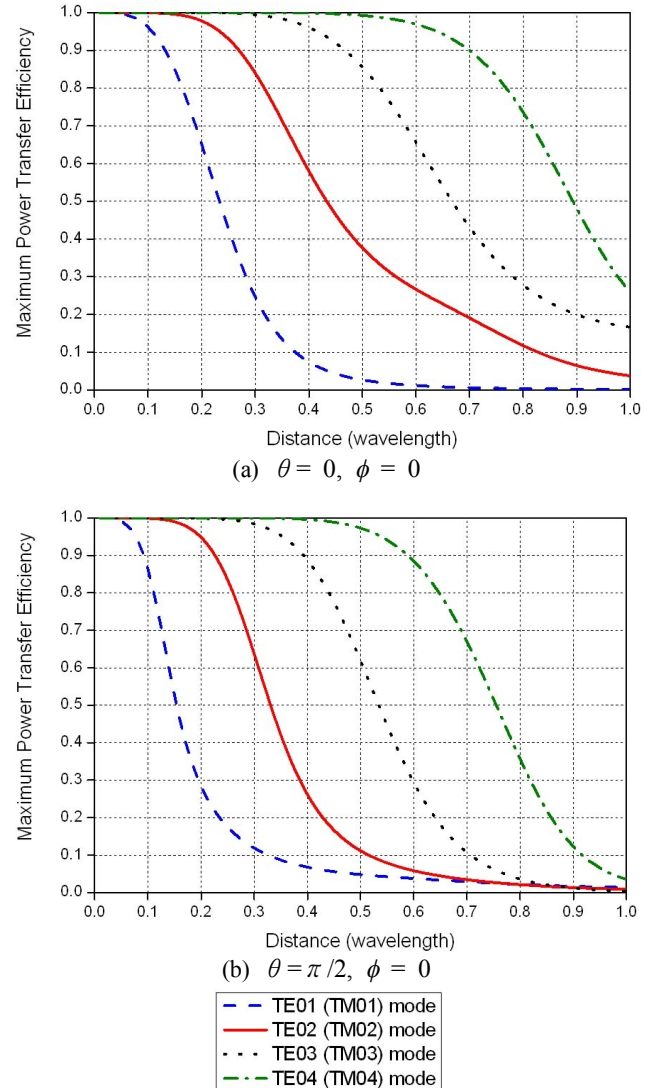 1.0
0.9
0.8
0.7
0.6
0.5
0.4
0.3
0.2
0.1
0.0
Maximum Power Transfer Efficiency
0.0 0.1 0.2 0.3 0.4 0.5 0.6 0.7 0.8 0.9 1.0
Distance (wavelength)
(a) θ = 0, ϕ = 0
1.0
0.9
0.8
0.7
0.6
0.5
0.4
0.3
0.2
0.1
0.0
Maximum Power Transfer Efficiency
0.0 0.1 0.2 0.3 0.4 0.5 0.6 0.7 0.8 0.9 1.0
Distance (wavelength)
(b) θ = π /2, ϕ = 0
TE01 (TM01) mode
TE02 (TM02) mode
TE03 (TM03) mode
TE04 (TM04) mode